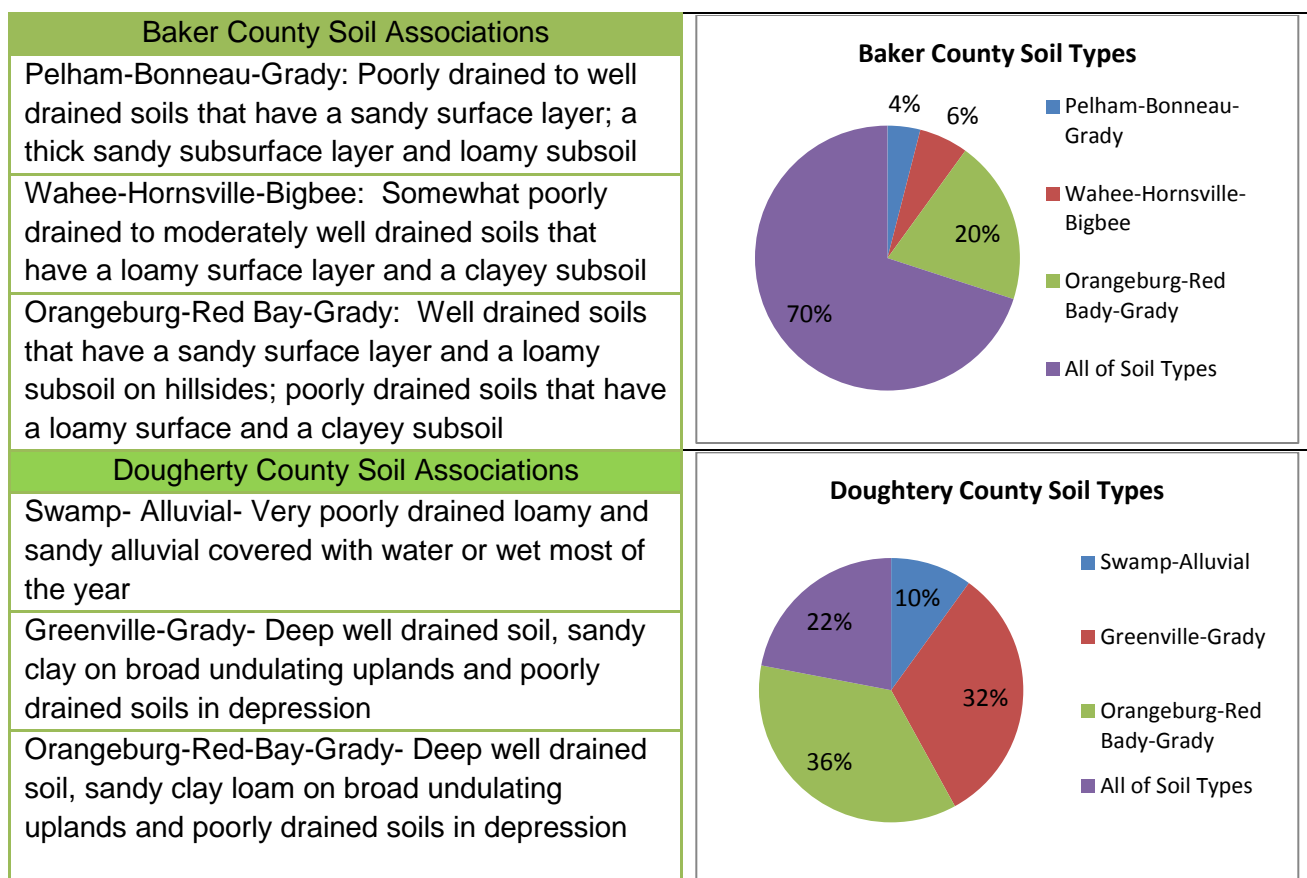 Baker County Soil Associations
Pelham-Bonneau-Grady: Poorly drained to well
drained soils that have a sandy surface layer; a
thick sandy subsurface layer and loamy subsoil
Wahee-Hornsville-Bigbee:  Somewhat poorly
drained to moderately well drained soils that
have a loamy surface layer and a clayey subsoil
Orangeburg-Red Bay-Grady:  Well drained soils
that have a sandy surface layer and a loamy
subsoil on hillsides; poorly drained soils that have
a loamy surface and a clayey subsoil
Baker County Soil Types
4%
6%
20%
70%
Pelham-Bonneau-
Grady
Wahee-Hornsville-
Bigbee
Orangeburg-Red
Bady-Grady
All of Soil Types
Dougherty County Soil Associations
Swamp- Alluvial- Very poorly drained loamy and
sandy alluvial covered with water or wet most of
the year
Greenville-Grady- Deep well drained soil, sandy
clay on broad undulating uplands and poorly
drained soils in depression
Orangeburg-Red-Bay-Grady- Deep well drained
soil, sandy clay loam on broad undulating
uplands and poorly drained soils in depression
Doughtery County Soil Types
10%
32%
36%
22%
Swamp-Alluvial
Greenville-Grady
Orangeburg-Red
Bady-Grady
All of Soil Types